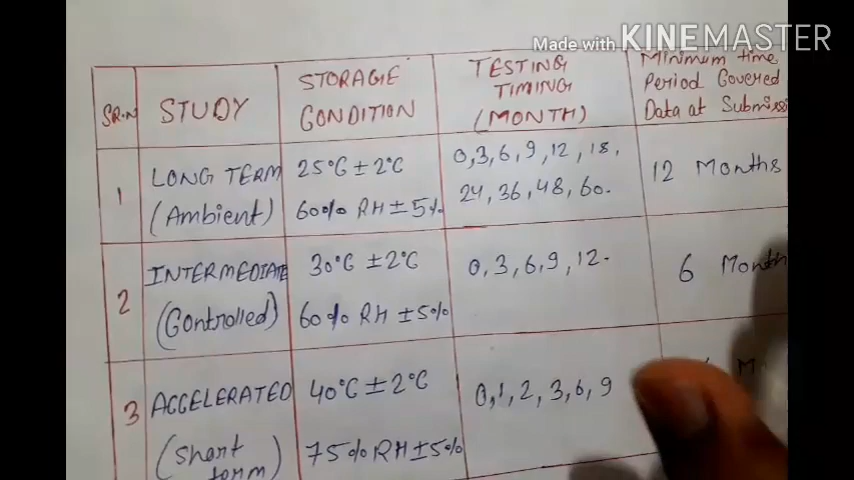 Made with KINEMASTER
SR.N
STUDY
STORAGE
CONDITION
TESTING
TIMING
(MONTH)
Minimum time
Period Covered
Data at Submissi
1
LONG TERM
(Ambient)
25°C ± 2°C
60% RH ± 5%
0, 3, 6, 9, 12, 18,
24, 36, 48, 60.
12 Months
2
INTERMEDIATE
(Controlled)
30°C ± 2°C
60% RH ± 5%
0, 3, 6, 9, 12.
6 Month
3
ACCELERATED
(Short
term)
40°C ± 2°C
75% RH ± 5%
0, 1, 2, 3, 6, 9
M